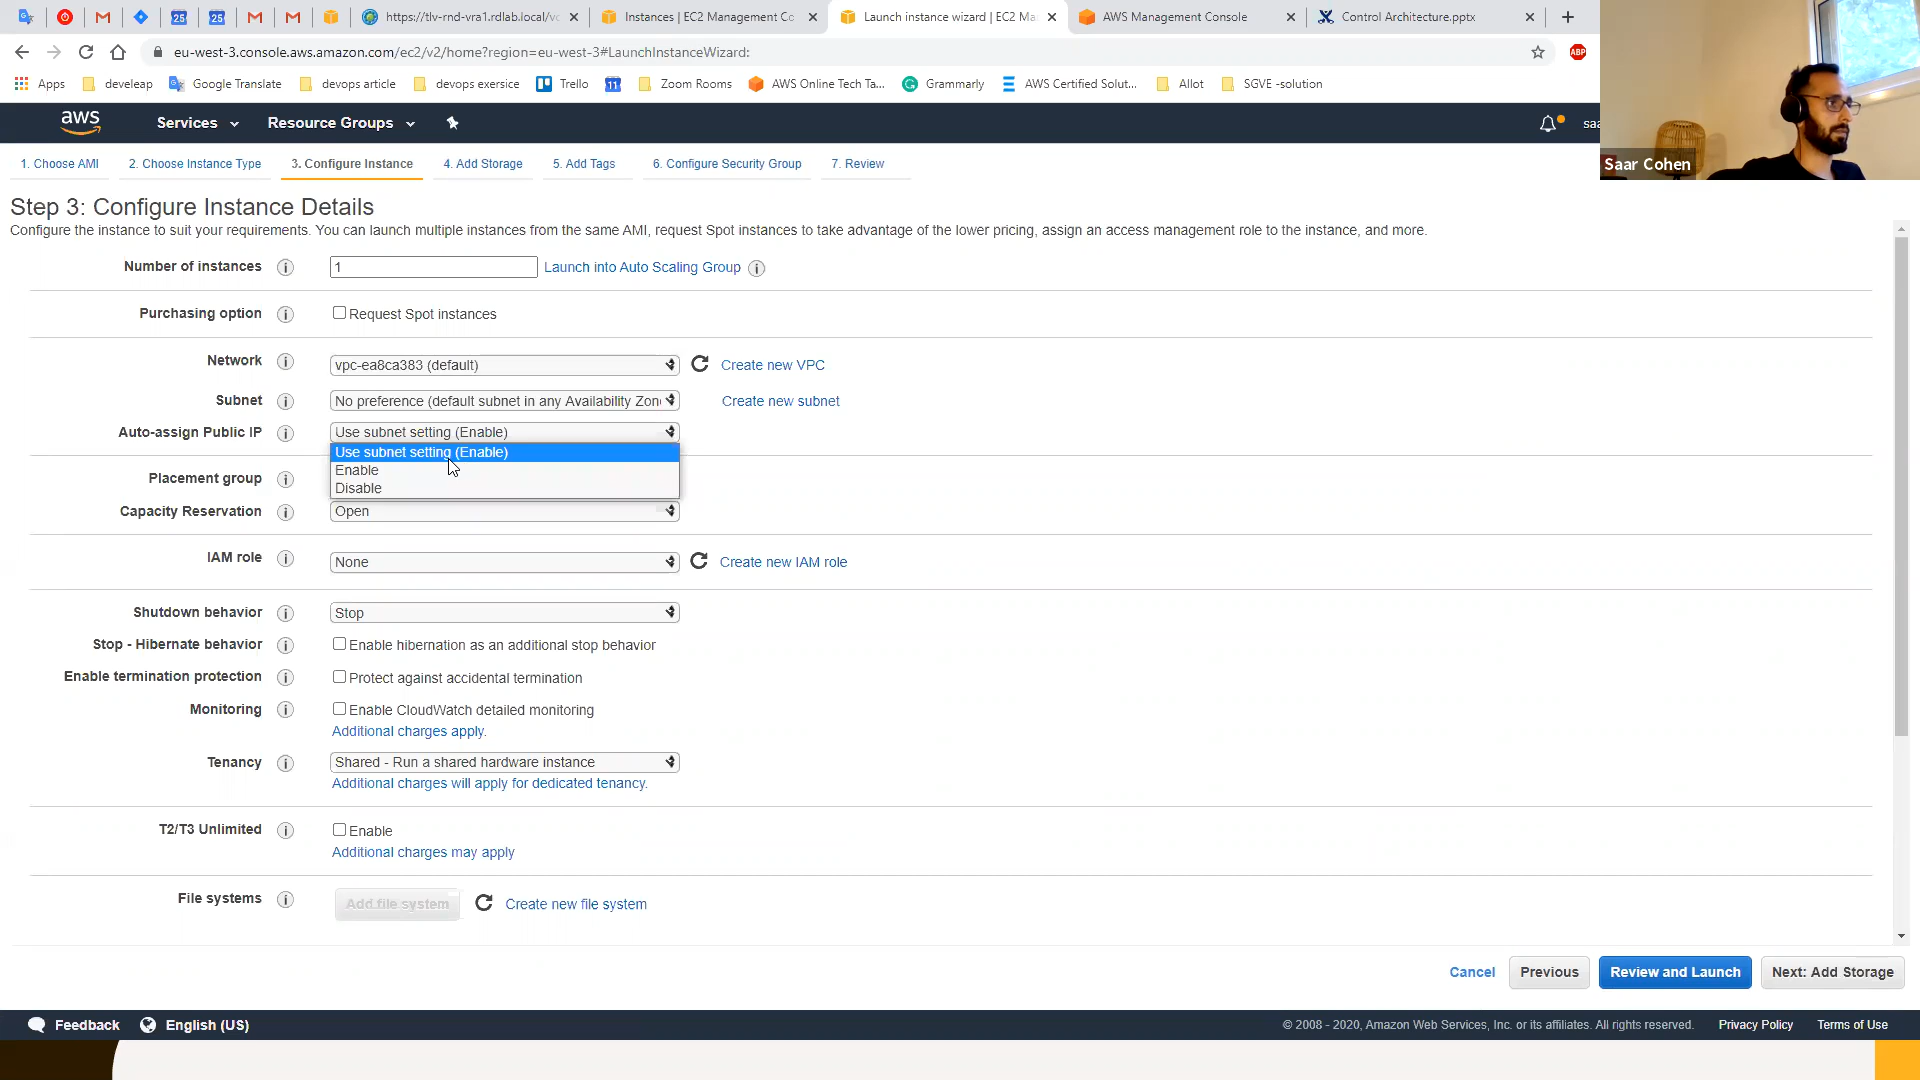 https://tlv-rnd-vra1.rdlab.local/vc
Instances | EC2 Management Co
Launch instance wizard | EC2 Ma
AWS Management Console
Control Architecture.pptx
eu-west-3.console.aws.amazon.com/ec2/v2/home?region=eu-west-3#LaunchInstanceWizard:
ABP
Apps
develeap
Google Translate
devops article
devops exersice
Trello
11
Zoom Rooms
AWS Online Tech Ta...
Grammarly
AWS Certified Solut...
Allot
SGVE -solution
aws
Services
Resource Groups
saa
Saar Cohen
1. Choose AMI
2. Choose Instance Type
3. Configure Instance
4. Add Storage
5. Add Tags
6. Configure Security Group
7. Review
Step 3: Configure Instance Details
Configure the instance to suit your requirements. You can launch multiple instances from the same AMI, request Spot instances to take advantage of the lower pricing, assign an access management role to the instance, and more.
Number of instances
1
Launch into Auto Scaling Group
Purchasing option
Request Spot instances
Network
vpc-ea8ca383 (default)
Create new VPC
Subnet
No preference (default subnet in any Availability Zon
Create new subnet
Auto-assign Public IP
Use subnet setting (Enable)
Use subnet setting (Enable)
Enable
Disable
Placement group
Capacity Reservation
Open
IAM role
None
Create new IAM role
Shutdown behavior
Stop
Stop - Hibernate behavior
Enable hibernation as an additional stop behavior
Enable termination protection
Protect against accidental termination
Monitoring
Enable CloudWatch detailed monitoring
Additional charges apply.
Tenancy
Shared - Run a shared hardware instance
Additional charges will apply for dedicated tenancy.
T2/T3 Unlimited
Enable
Additional charges may apply
File systems
Add file system
Create new file system
Cancel
Previous
Review and Launch
Next: Add Storage
Feedback
English (US)
© 2008 - 2020, Amazon Web Services, Inc. or its affiliates. All rights reserved.
Privacy Policy
Terms of Use